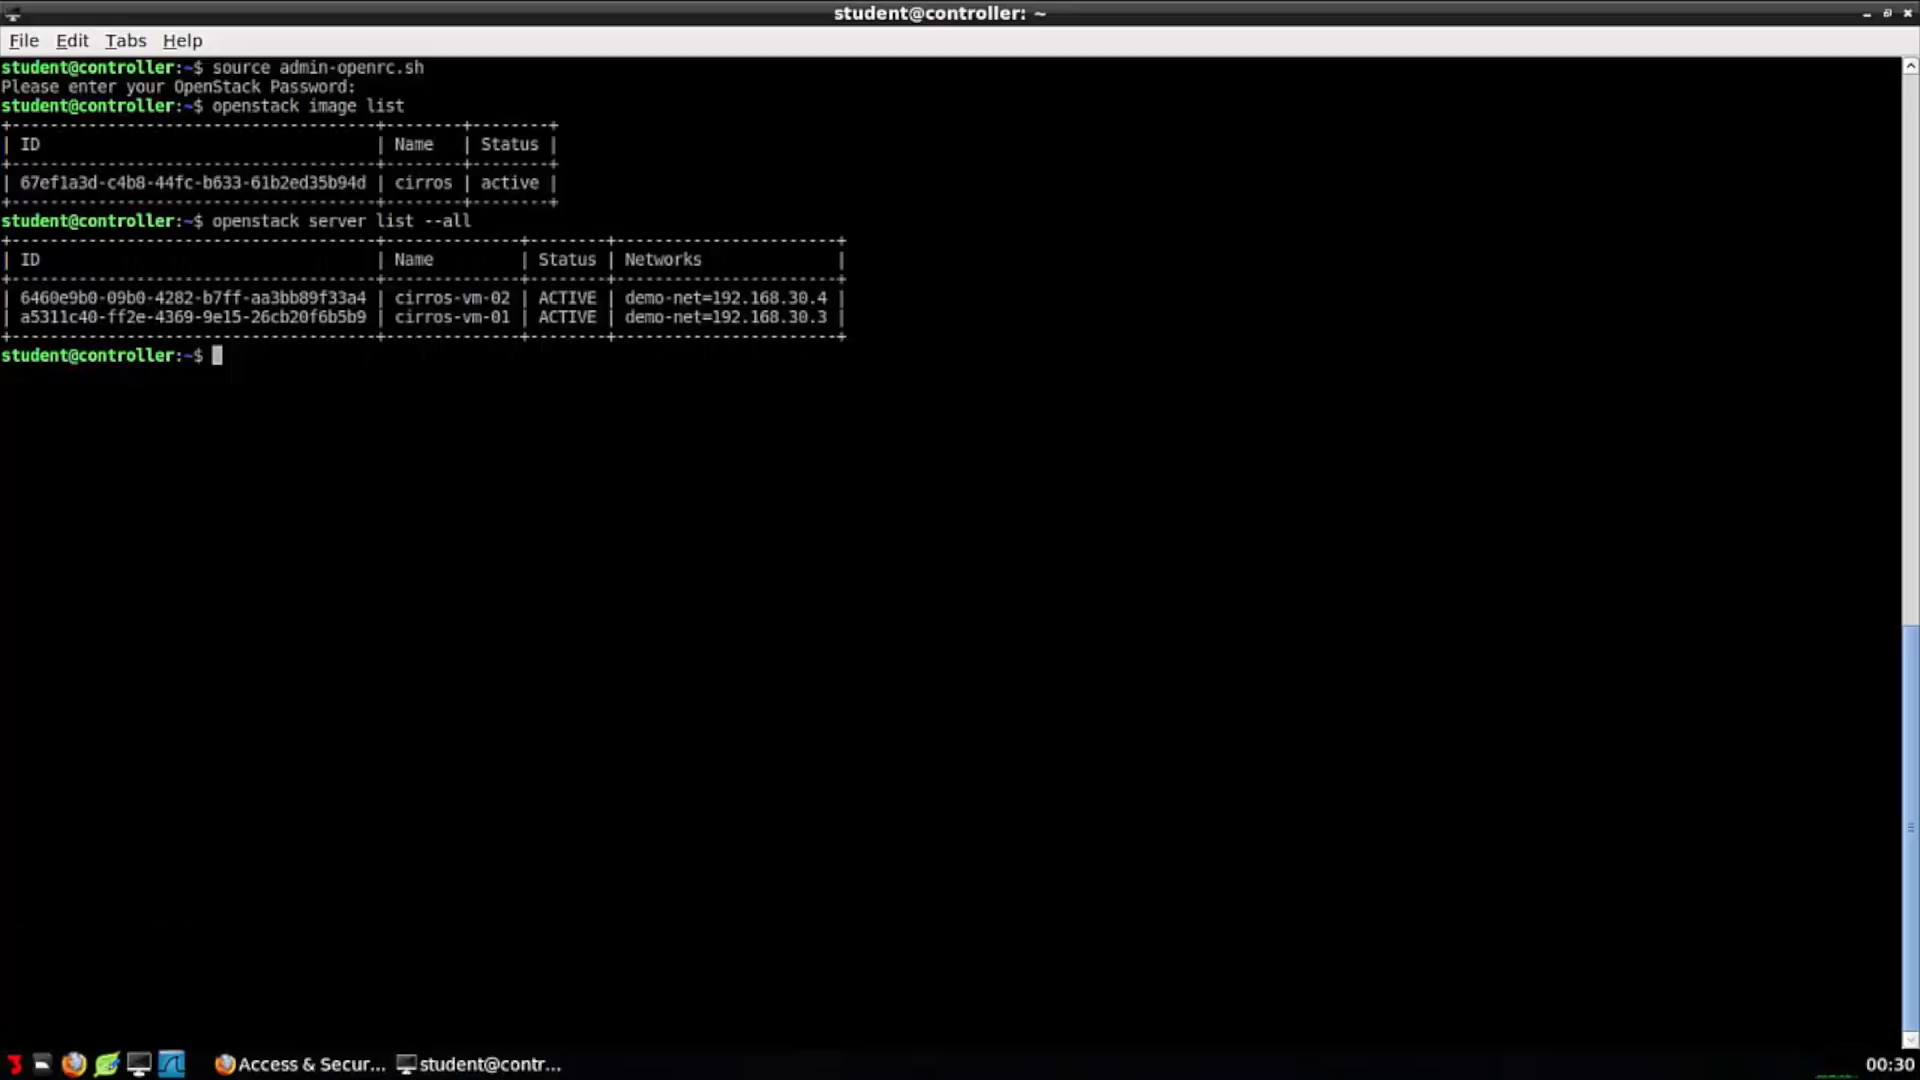 student@controller: ~
File Edit Tabs Help
student@controller:~$ source admin-openrc.sh
Please enter your OpenStack Password:
student@controller:~$ openstack image list
+--------------------------------------+--------+--------+
| ID                                   | Name   | Status |
+--------------------------------------+--------+--------+
| 67ef1a3d-c4b8-44fc-b633-61b2ed35b94d | cirros | active |
+--------------------------------------+--------+--------+
student@controller:~$ openstack server list --all
+--------------------------------------+--------------+--------+-----------------------+
| ID                                   | Name         | Status | Networks              |
+--------------------------------------+--------------+--------+-----------------------+
| 6460e9b0-09b0-4282-b7ff-aa3bb89f33a4 | cirros-vm-02 | ACTIVE | demo-net=192.168.30.4 |
| a5311c40-ff2e-4369-9e15-26cb20f6b5b9 | cirros-vm-01 | ACTIVE | demo-net=192.168.30.3 |
+--------------------------------------+--------------+--------+-----------------------+
student@controller:~$
Access & Secur... student@contr... 00:30